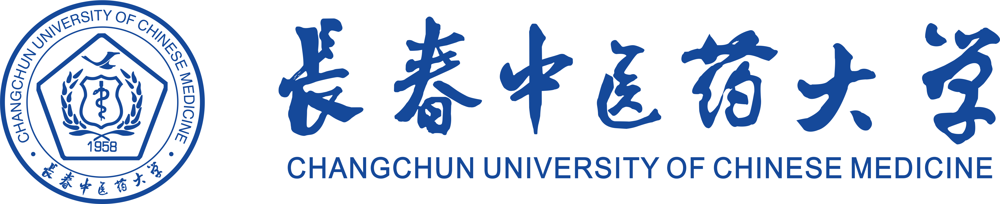 CHANGCHUN UNIVERSITY OF CHINESE MEDICINE
1958
長春中医药大学
長春中医药大学
CHANGCHUN UNIVERSITY OF CHINESE MEDICINE